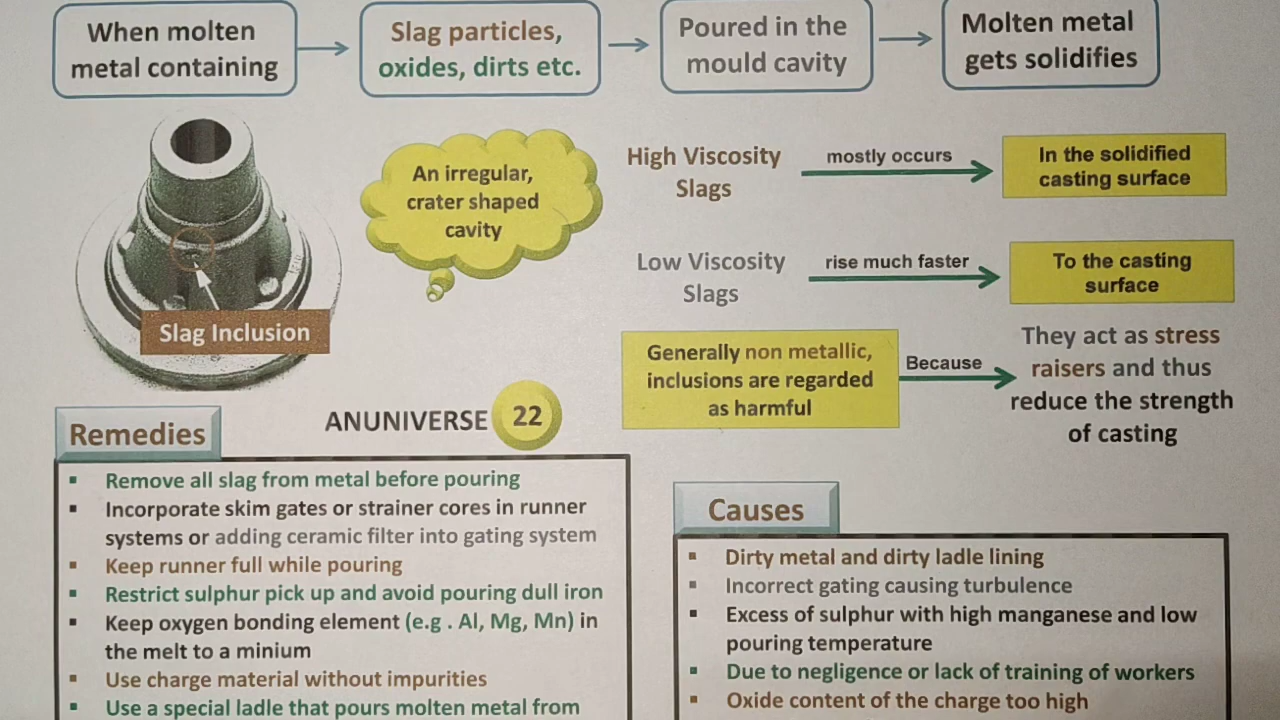 When molten
metal containing
Slag particles,
oxides, dirts etc.
Poured in the
mould cavity
Molten metal
gets solidifies
An irregular,
crater shaped
cavity
Slag Inclusion
High Viscosity
Slags
mostly occurs
In the solidified
casting surface
Low Viscosity
Slags
rise much faster
To the casting
surface
Generally non metallic,
inclusions are regarded
as harmful
Because
They act as stress
raisers and thus
reduce the strength
of casting
ANUNIVERSE 22
Remedies
▪ Remove all slag from metal before pouring
▪ Incorporate skim gates or strainer cores in runner
systems or adding ceramic filter into gating system
▪ Keep runner full while pouring
▪ Restrict sulphur pick up and avoid pouring dull iron
▪ Keep oxygen bonding element (e.g . Al, Mg, Mn) in
the melt to a minium
▪ Use charge material without impurities
▪ Use a special ladle that pours molten metal from
Causes
▪ Dirty metal and dirty ladle lining
▪ Incorrect gating causing turbulence
▪ Excess of sulphur with high manganese and low
pouring temperature
▪ Due to negligence or lack of training of workers
▪ Oxide content of the charge too high